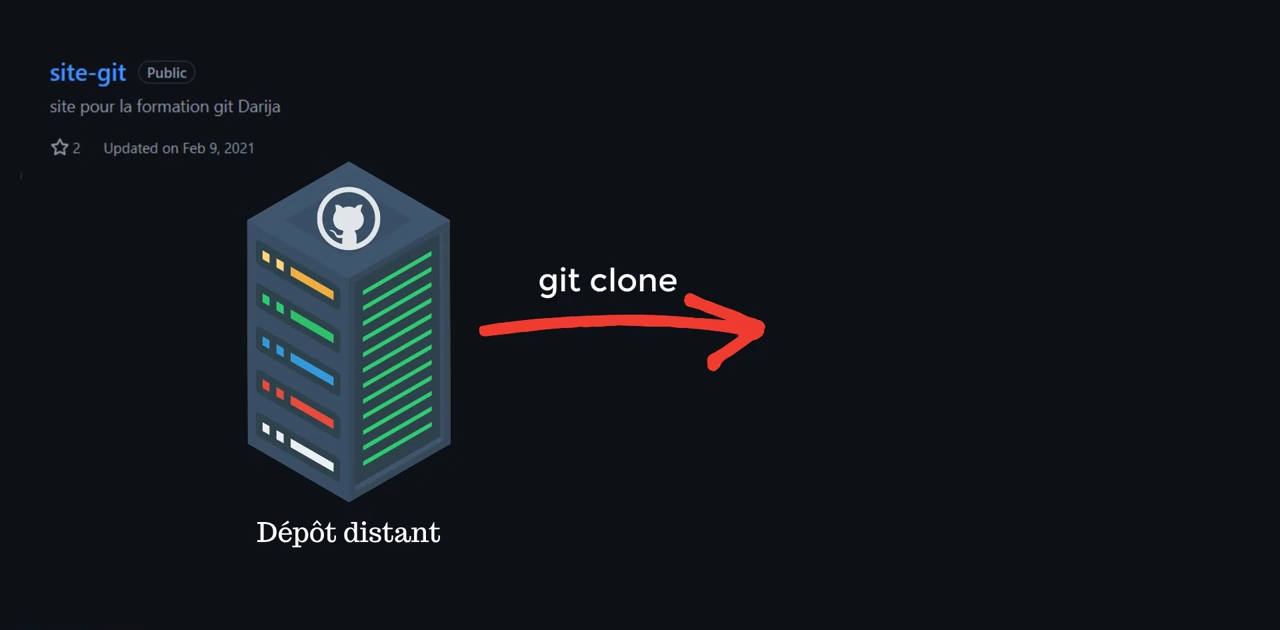 site-git Public
site pour la formation git Darija
2 Updated on Feb 9, 2021
git clone
Dépôt distant